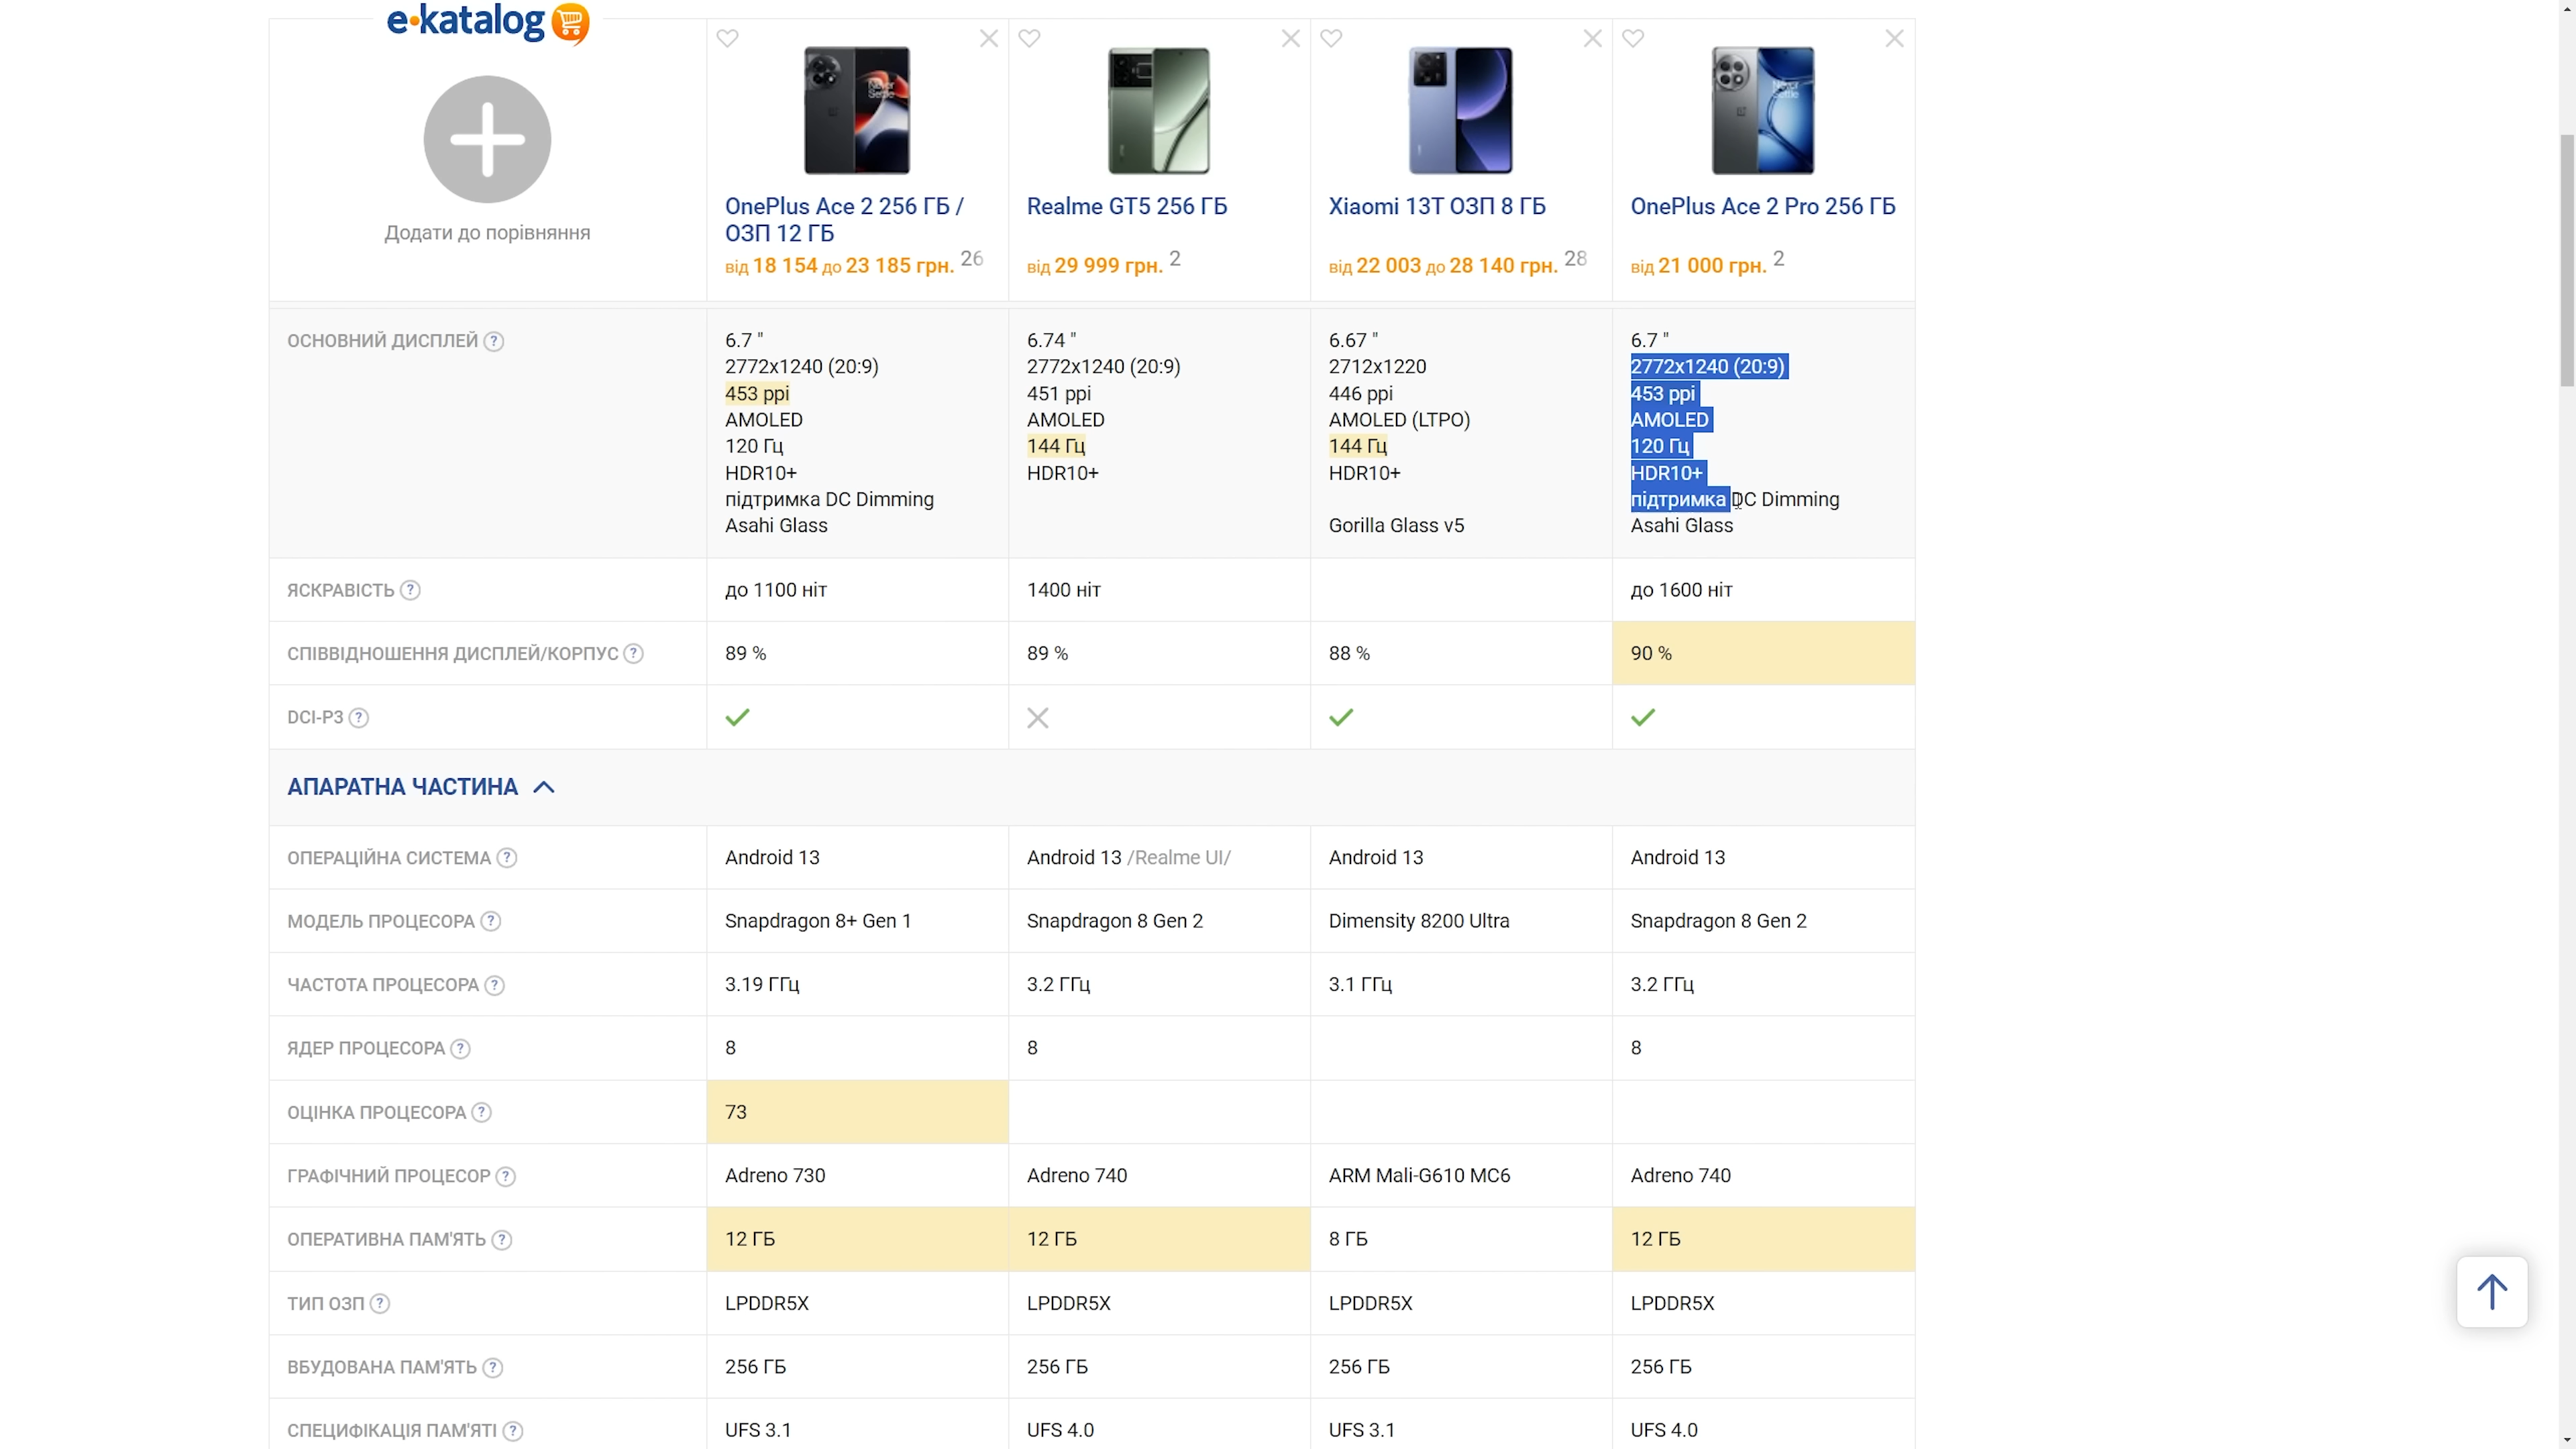 e•katalog
Додати до порівняння
OnePlus Ace 2 256 ГБ /
ОЗП 12 ГБ
від 18 154 до 23 185 грн. 26
Realme GT5 256 ГБ
від 29 999 грн. 2
Xiaomi 13T ОЗП 8 ГБ
від 22 003 до 28 140 грн. 28
OnePlus Ace 2 Pro 256 ГБ
від 21 000 грн. 2
ОСНОВНИЙ ДИСПЛЕЙ ?
6.7 "
2772x1240 (20:9)
453 ppi
AMOLED
120 Гц
HDR10+
підтримка DC Dimming
Asahi Glass
6.74 "
2772x1240 (20:9)
451 ppi
AMOLED
144 Гц
HDR10+
6.67 "
2712x1220
446 ppi
AMOLED (LTPO)
144 Гц
HDR10+
Gorilla Glass v5
6.7 "
2772x1240 (20:9)
453 ppi
AMOLED
120 Гц
HDR10+
підтримка DC Dimming
Asahi Glass
ЯСКРАВІСТЬ ? до 1100 ніт 1400 ніт до 1600 ніт
СПІВВІДНОШЕННЯ ДИСПЛЕЙ/КОРПУС ? 89 % 89 % 88 % 90 %
DCI-P3 ?
АПАРАТНА ЧАСТИНА
ОПЕРАЦІЙНА СИСТЕМА ? Android 13 Android 13 /Realme UI/ Android 13 Android 13
МОДЕЛЬ ПРОЦЕСОРА ? Snapdragon 8+ Gen 1 Snapdragon 8 Gen 2 Dimensity 8200 Ultra Snapdragon 8 Gen 2
ЧАСТОТА ПРОЦЕСОРА ? 3.19 ГГц 3.2 ГГц 3.1 ГГц 3.2 ГГц
ЯДЕР ПРОЦЕСОРА ? 8 8 8
ОЦІНКА ПРОЦЕСОРА ? 73
ГРАФІЧНИЙ ПРОЦЕСОР ? Adreno 730 Adreno 740 ARM Mali-G610 MC6 Adreno 740
ОПЕРАТИВНА ПАМ'ЯТЬ ? 12 ГБ 12 ГБ 8 ГБ 12 ГБ
ТИП ОЗП ? LPDDR5X LPDDR5X LPDDR5X LPDDR5X
ВБУДОВАНА ПАМ'ЯТЬ ? 256 ГБ 256 ГБ 256 ГБ 256 ГБ
СПЕЦИФІКАЦІЯ ПАМ'ЯТІ ? UFS 3.1 UFS 4.0 UFS 3.1 UFS 4.0